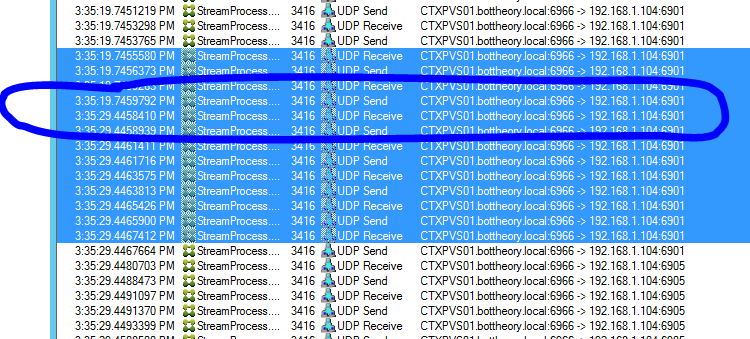 3:35:19.7451219 PM StreamProcess.... 3416 UDP Send CTXPVS01.bottheory.local:6966 -> 192.168.1.104:6901
3:35:19.7453298 PM StreamProcess.... 3416 UDP Receive CTXPVS01.bottheory.local:6966 -> 192.168.1.104:6901
3:35:19.7453765 PM StreamProcess.... 3416 UDP Send CTXPVS01.bottheory.local:6966 -> 192.168.1.104:6901
3:35:19.7455580 PM StreamProcess.... 3416 UDP Receive CTXPVS01.bottheory.local:6966 -> 192.168.1.104:6901
3:35:19.7456373 PM StreamProcess.... 3416 UDP Send CTXPVS01.bottheory.local:6966 -> 192.168.1.104:6901
PM StreamProcess.... 3416 UDP Receive CTXPVS01.bottheory.local:6966 -> 192.168.1.104:6901
3:35:19.7459792 PM StreamProcess.... 3416 UDP Send CTXPVS01.bottheory.local:6966 -> 192.168.1.104:6901
3:35:29.4458410 PM StreamProcess.... 3416 UDP Receive CTXPVS01.bottheory.local:6966 -> 192.168.1.104:6901
3:35:29.4458939 PM StreamProcess.... 3416 UDP Send CTXPVS01.bottheory.local:6966 -> 192.168.1.104:6901
3:35:29.4461411 PM StreamProcess.... 3416 UDP Receive CTXPVS01.bottheory.local:6966 -> 192.168.1.104:6901
3:35:29.4461716 PM StreamProcess.... 3416 UDP Send CTXPVS01.bottheory.local:6966 -> 192.168.1.104:6901
3:35:29.4463575 PM StreamProcess.... 3416 UDP Receive CTXPVS01.bottheory.local:6966 -> 192.168.1.104:6901
3:35:29.4463813 PM StreamProcess.... 3416 UDP Send CTXPVS01.bottheory.local:6966 -> 192.168.1.104:6901
3:35:29.4465426 PM StreamProcess.... 3416 UDP Receive CTXPVS01.bottheory.local:6966 -> 192.168.1.104:6901
3:35:29.4465900 PM StreamProcess.... 3416 UDP Send CTXPVS01.bottheory.local:6966 -> 192.168.1.104:6901
3:35:29.4467412 PM StreamProcess.... 3416 UDP Receive CTXPVS01.bottheory.local:6966 -> 192.168.1.104:6901
3:35:29.4467664 PM StreamProcess.... 3416 UDP Send CTXPVS01.bottheory.local:6966 -> 192.168.1.104:6901
3:35:29.4480703 PM StreamProcess.... 3416 UDP Receive CTXPVS01.bottheory.local:6966 -> 192.168.1.104:6905
3:35:29.4488473 PM StreamProcess.... 3416 UDP Send CTXPVS01.bottheory.local:6966 -> 192.168.1.104:6905
3:35:29.4491097 PM StreamProcess.... 3416 UDP Receive CTXPVS01.bottheory.local:6966 -> 192.168.1.104:6905
3:35:29.4491370 PM StreamProcess.... 3416 UDP Send CTXPVS01.bottheory.local:6966 -> 192.168.1.104:6905
3:35:29.4493399 PM StreamProcess.... 3416 UDP Receive CTXPVS01.bottheory.local:6966 -> 192.168.1.104:6905